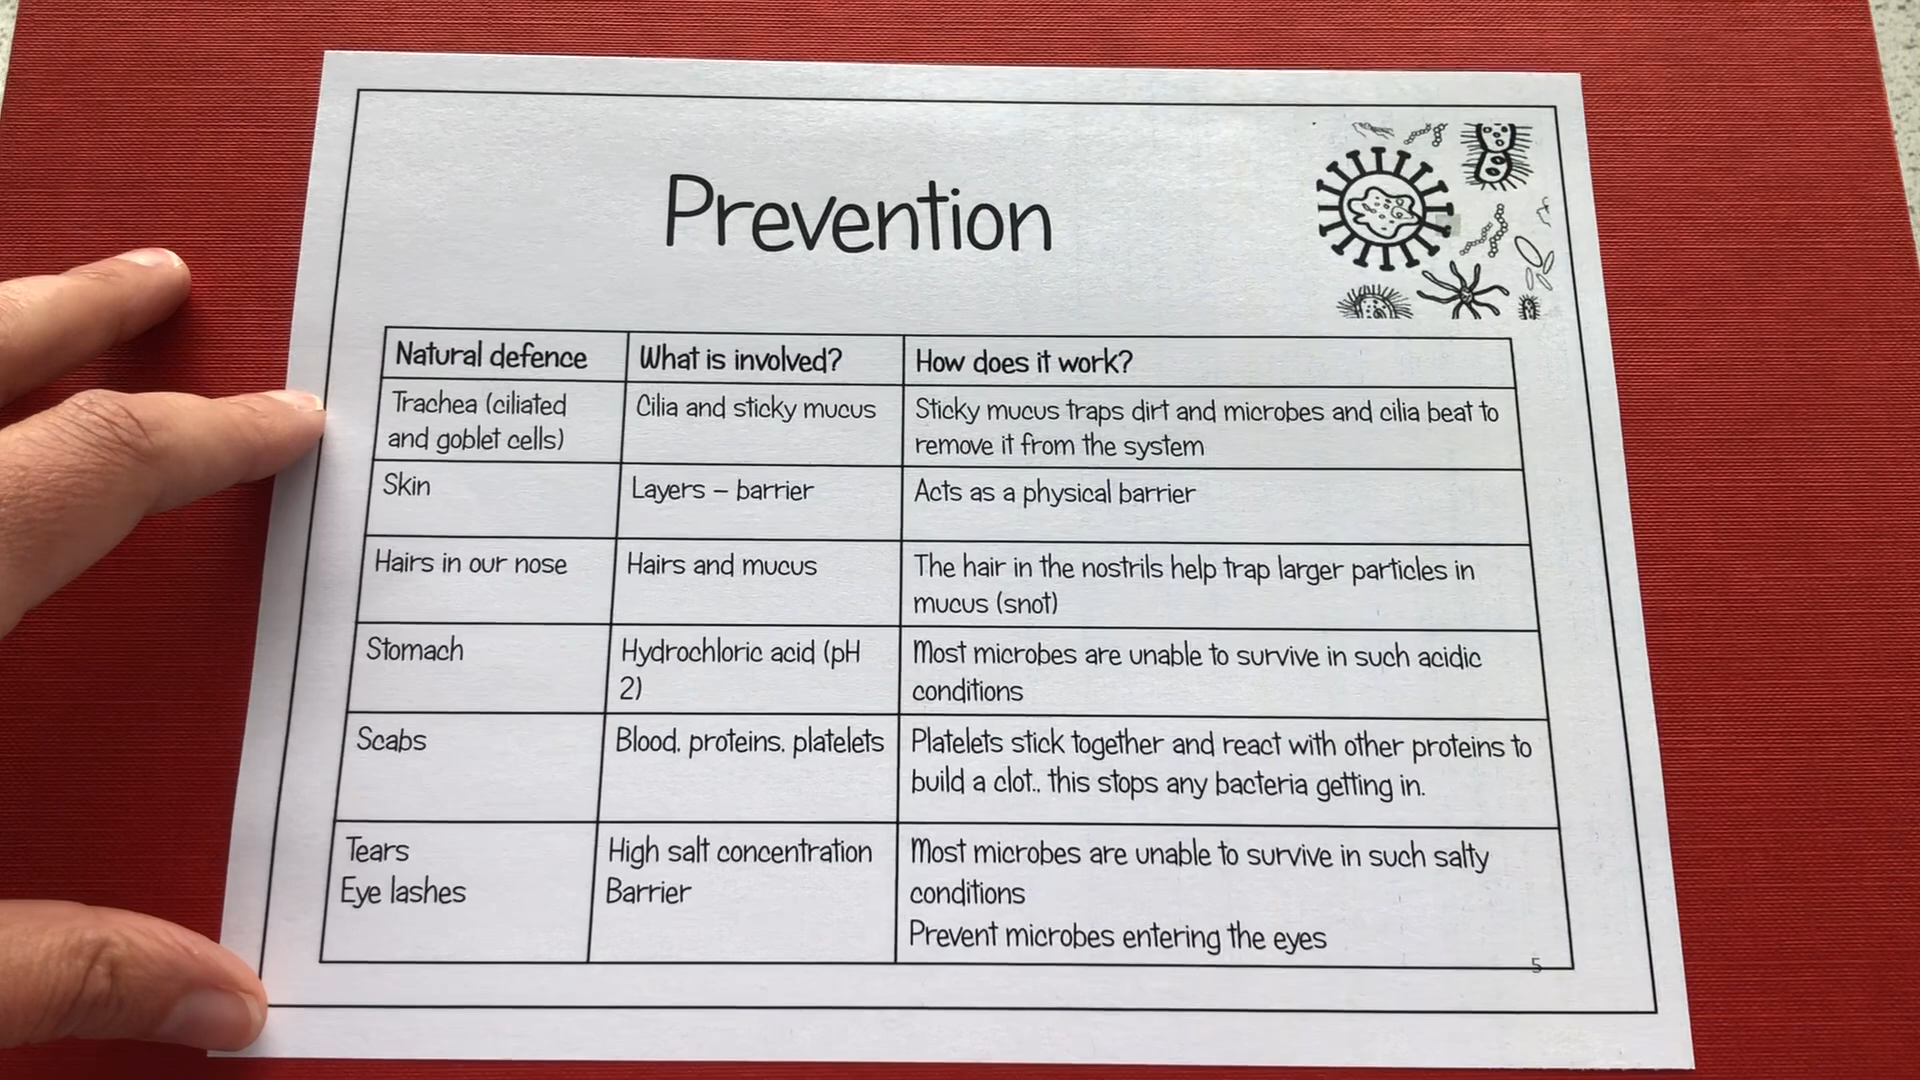 Prevention
Natural defence
What is involved?
How does it work?
Trachea (ciliated
and goblet cells)
Cilia and sticky mucus
Sticky mucus traps dirt and microbes and cilia beat to
remove it from the system
Skin
Layers – barrier
Acts as a physical barrier
Hairs in our nose
Hairs and mucus
The hair in the nostrils help trap larger particles in
mucus (snot)
Stomach
Hydrochloric acid (pH
2)
Most microbes are unable to survive in such acidic
conditions
Scabs
Blood, proteins, platelets
Platelets stick together and react with other proteins to
build a clot.. this stops any bacteria getting in.
Tears
Eye lashes
High salt concentration
Barrier
Most microbes are unable to survive in such salty
conditions
Prevent microbes entering the eyes
5